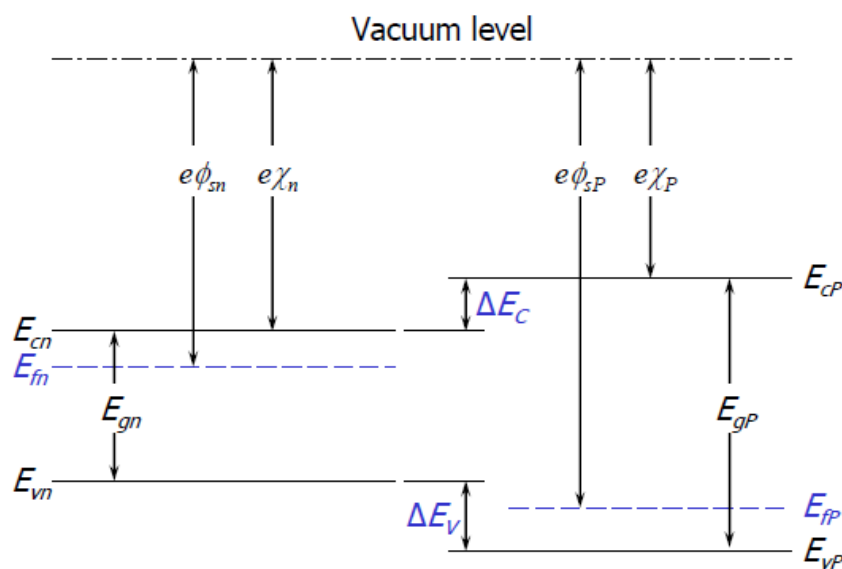 Vacuum level
eϕsn
eχn
eϕsP
eχP
EcP
ΔEC
Ecn
Efn
Egn
EgP
Evn
ΔEV
EfP
EvP